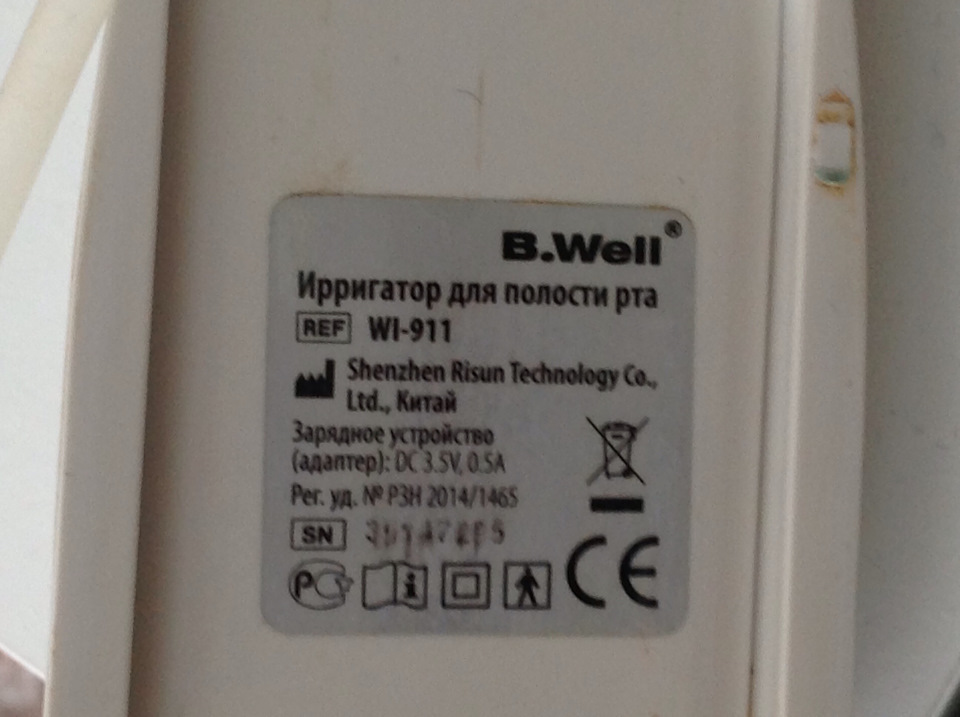 B.Well®
Ирригатор для полости рта
REF WI-911
Shenzhen Risun Technology Co.,
Ltd., Китай
Зарядное устройство
(адаптер): DC 3.5V, 0.5A
Рег. уд. № РЗН 2014/1465
SN
CE